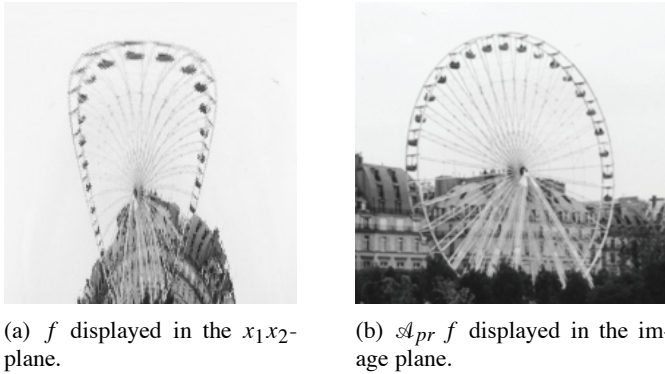 (a) f displayed in the x₁x₂-
plane.
(b) 𝒜ₚᵣ f displayed in the im-
age plane.